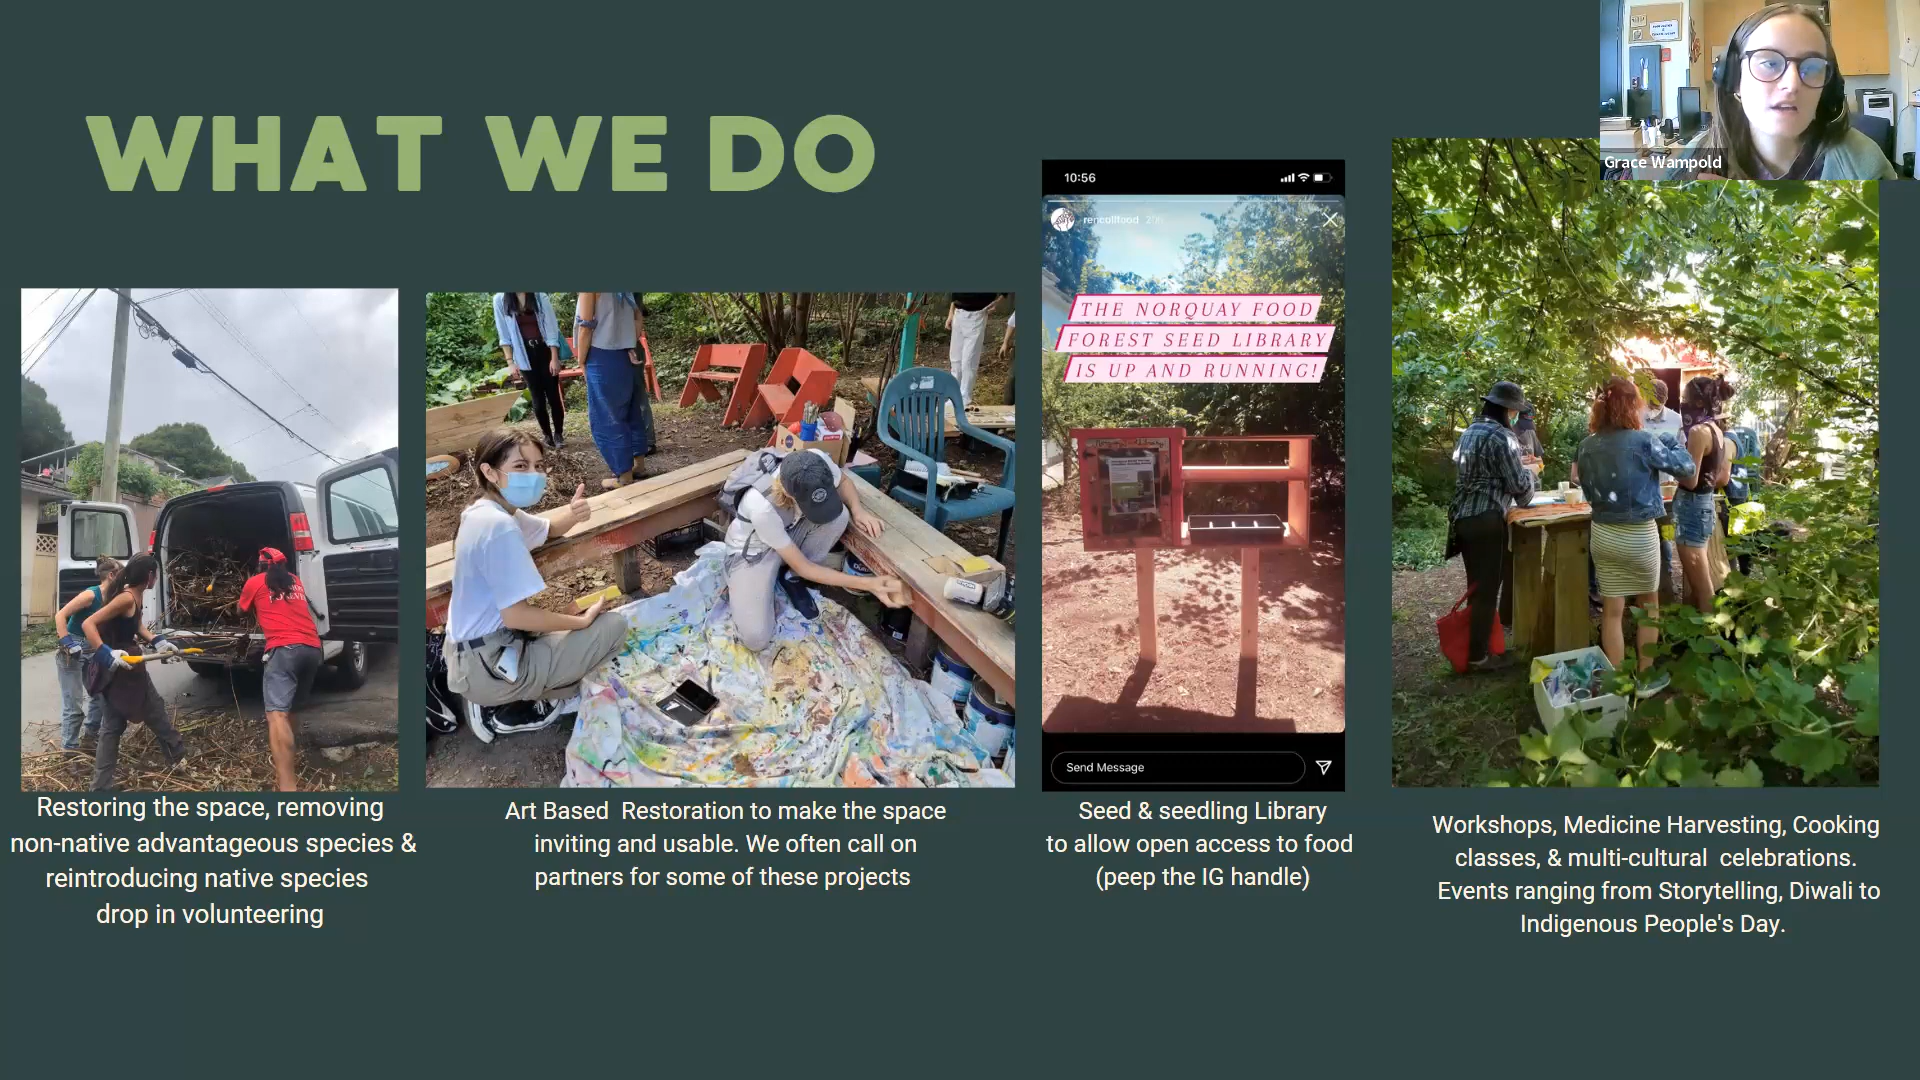 WHAT WE DO
Grace Wampold
10:56
rencollfood 20h
THE NORQUAY FOOD
FOREST SEED LIBRARY
IS UP AND RUNNING!
Send Message
Restoring the space, removing
non-native advantageous species &
reintroducing native species
drop in volunteering
Art Based Restoration to make the space
inviting and usable. We often call on
partners for some of these projects
Seed & seedling Library
to allow open access to food
(peep the IG handle)
Workshops, Medicine Harvesting, Cooking
classes, & multi-cultural celebrations.
Events ranging from Storytelling, Diwali to
Indigenous People's Day.